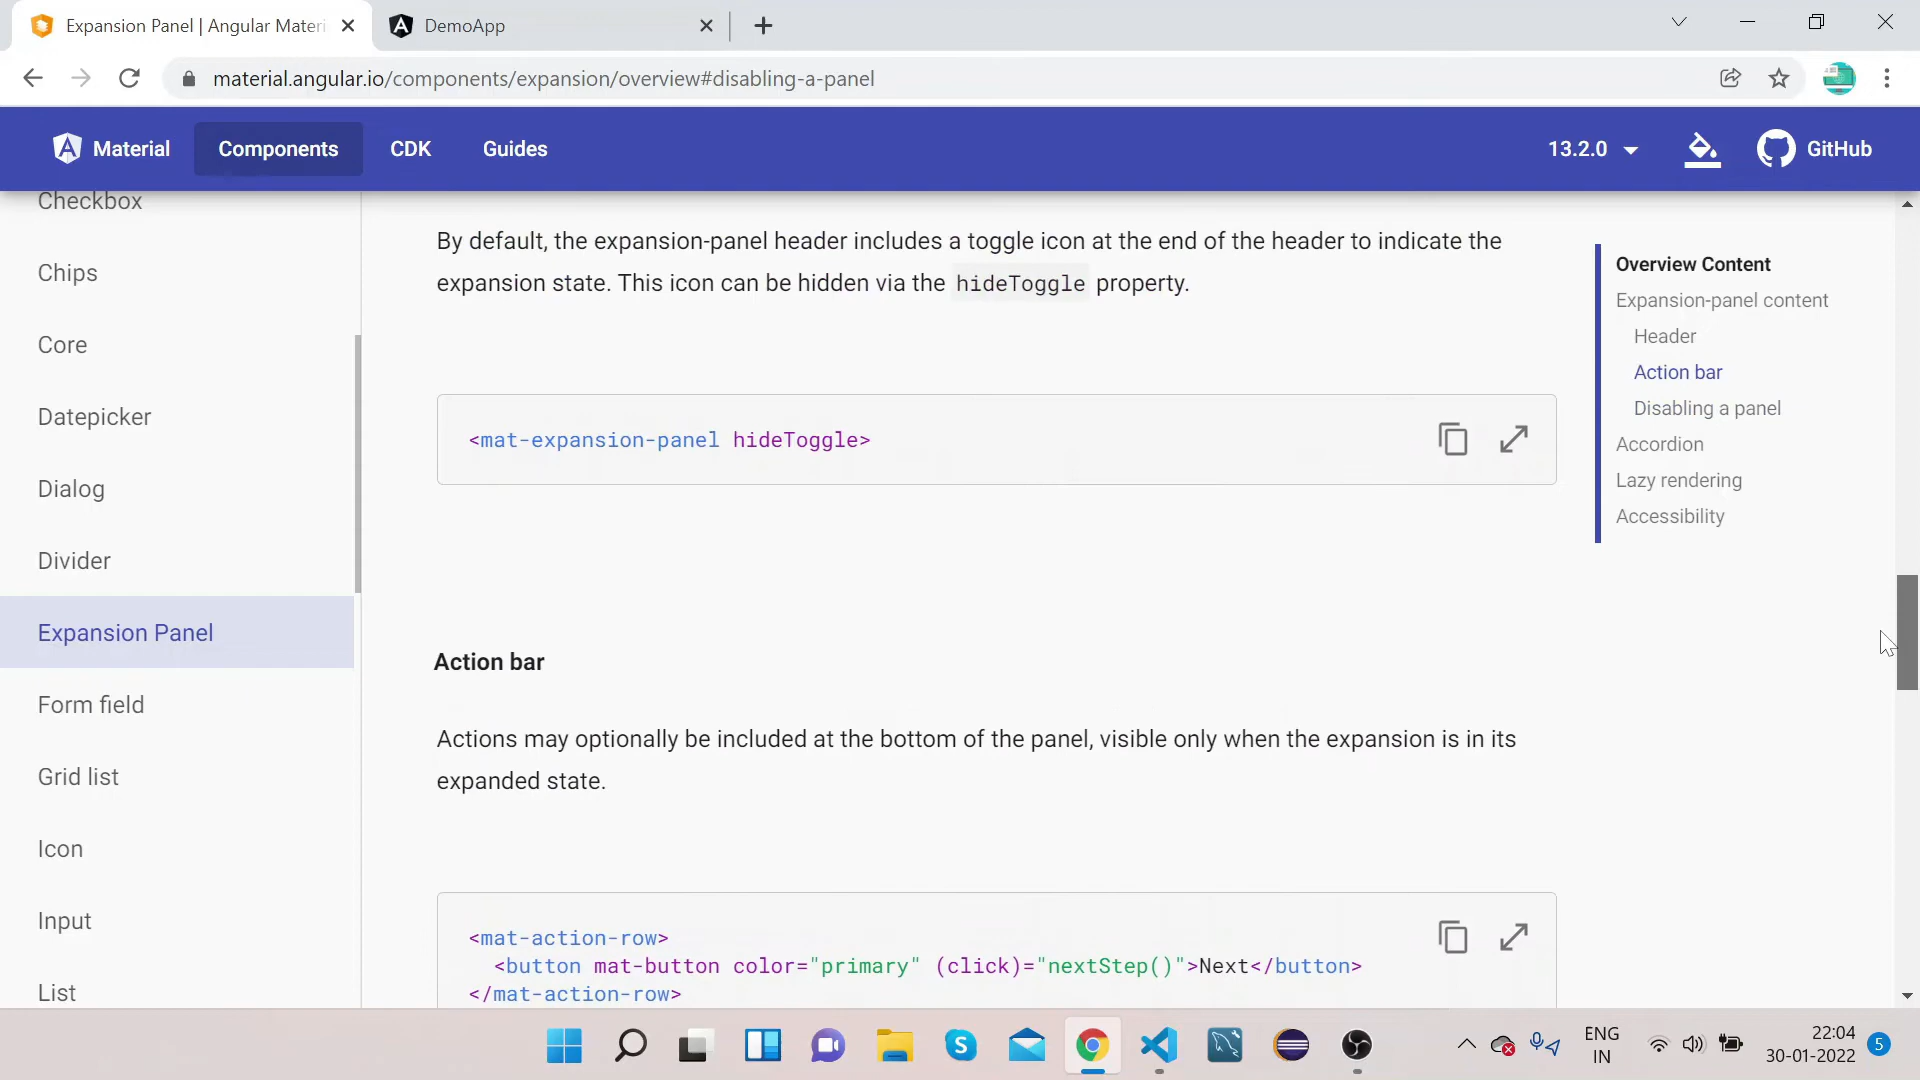 Expansion Panel | Angular Materi
DemoApp
material.angular.io/components/expansion/overview#disabling-a-panel
Material
Components
CDK
Guides
13.2.0
GitHub
Checkbox
Chips
Core
Datepicker
Dialog
Divider
Expansion Panel
Form field
Grid list
Icon
Input
List
By default, the expansion-panel header includes a toggle icon at the end of the header to indicate the
expansion state. This icon can be hidden via the hideToggle property.
<mat-expansion-panel hideToggle>
Action bar
Actions may optionally be included at the bottom of the panel, visible only when the expansion is in its
expanded state.
<mat-action-row>
<button mat-button color="primary" (click)="nextStep()">Next</button>
</mat-action-row>
Overview Content
Expansion-panel content
Header
Action bar
Disabling a panel
Accordion
Lazy rendering
Accessibility
ENG
IN
22:04
30-01-2022
5